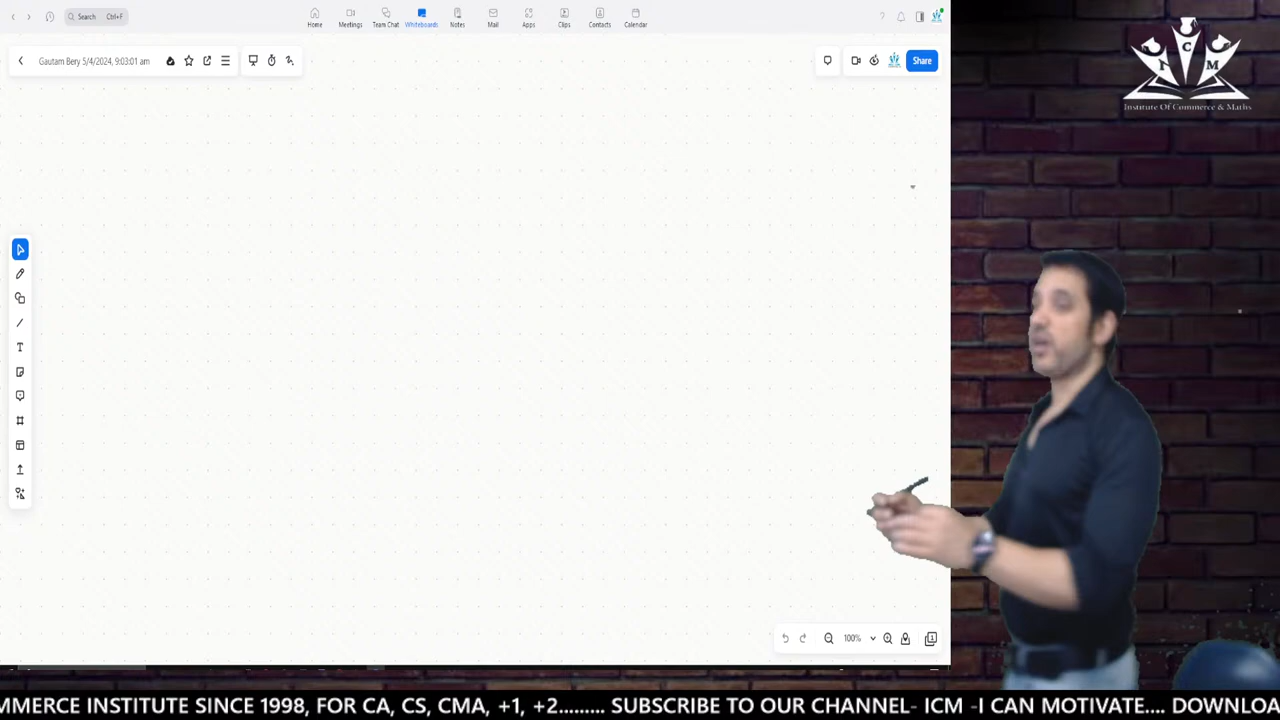 Search Ctrl+F
Home Meetings Team Chat Whiteboards Notes Mail Apps Clips Contacts Calendar
Gautam Bery 5/4/2024, 9:03:01 am
Share
I C M
Institute Of Commerce & Maths
100%
1
MMERCE INSTITUTE SINCE 1998, FOR CA, CS, CMA, +1, +2......... SUBSCRIBE TO OUR CHANNEL- ICM -I CAN MOTIVATE.... DOWNLOA